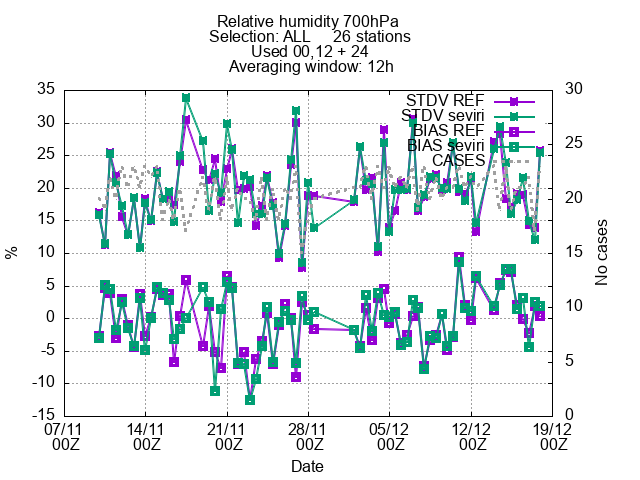 Relative humidity 700hPa
Selection: ALL 26 stations
Used 00,12 + 24
Averaging window: 12h
STDV REF
STDV seviri
BIAS REF
BIAS seviri
CASES
35
30
25
20
15
10
5
0
-5
-10
-15
%
30
25
20
15
10
5
0
No cases
07/11 14/11 21/11 28/11 05/12 12/12 19/12
00Z 00Z 00Z 00Z 00Z 00Z 00Z
Date